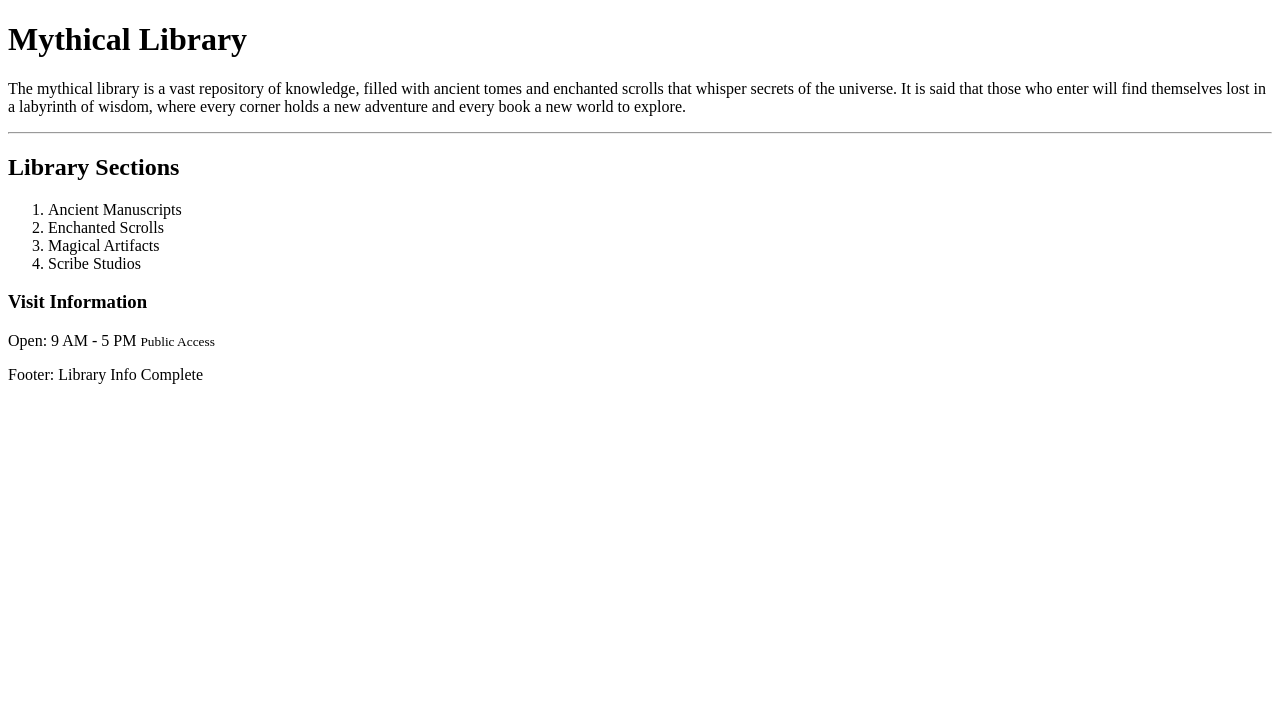 Mythical Library
The mythical library is a vast repository of knowledge, filled with ancient tomes and enchanted scrolls that whisper secrets of the universe. It is said that those who enter will find themselves lost in
a labyrinth of wisdom, where every corner holds a new adventure and every book a new world to explore.
Library Sections
1. Ancient Manuscripts
2. Enchanted Scrolls
3. Magical Artifacts
4. Scribe Studios
Visit Information
Open: 9 AM - 5 PM Public Access
Footer: Library Info Complete